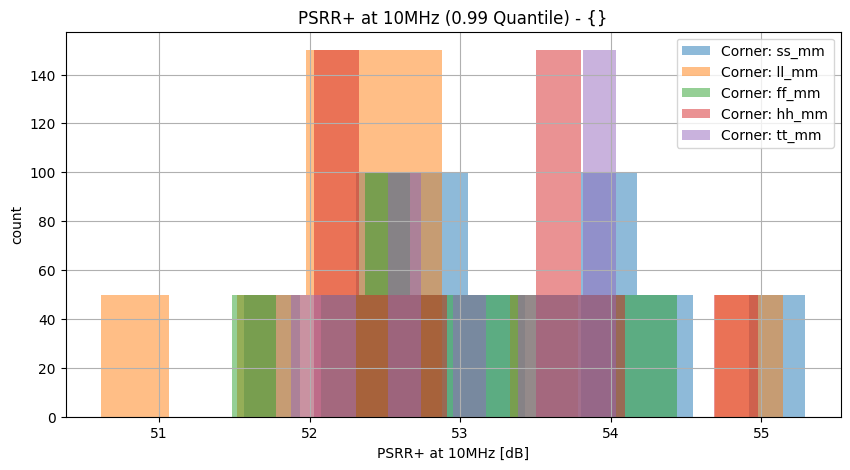 PSRR+ at 10MHz (0.99 Quantile) - {}
Corner: ss_mm
Corner: ll_mm
Corner: ff_mm
Corner: hh_mm
Corner: tt_mm
count
140
120
100
80
60
40
20
0
51 52 53 54 55
PSRR+ at 10MHz [dB]